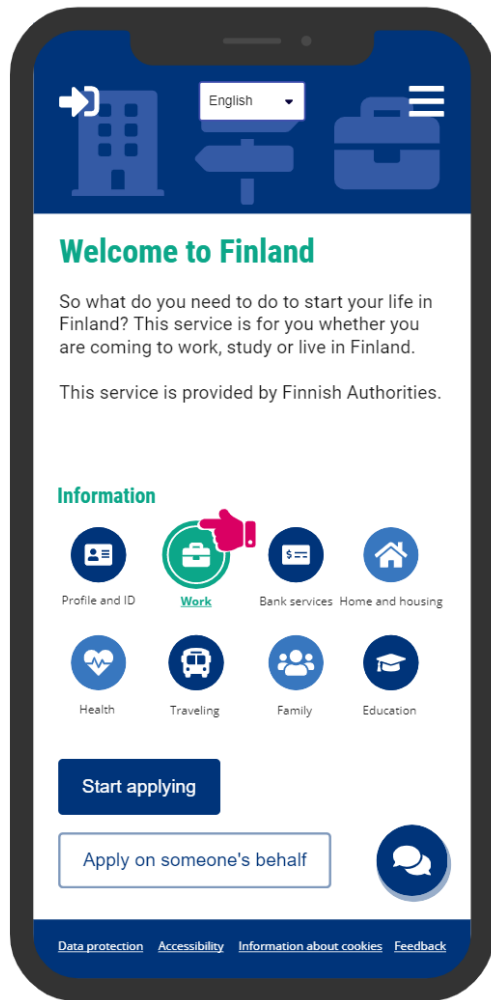 English
Welcome to Finland
So what do you need to do to start your life in
Finland? This service is for you whether you
are coming to work, study or live in Finland.
This service is provided by Finnish Authorities.
Information
Profile and ID
Work
Bank services
Home and housing
Health
Traveling
Family
Education
Start applying
Apply on someone's behalf
Data protection
Accessibility
Information about cookies
Feedback